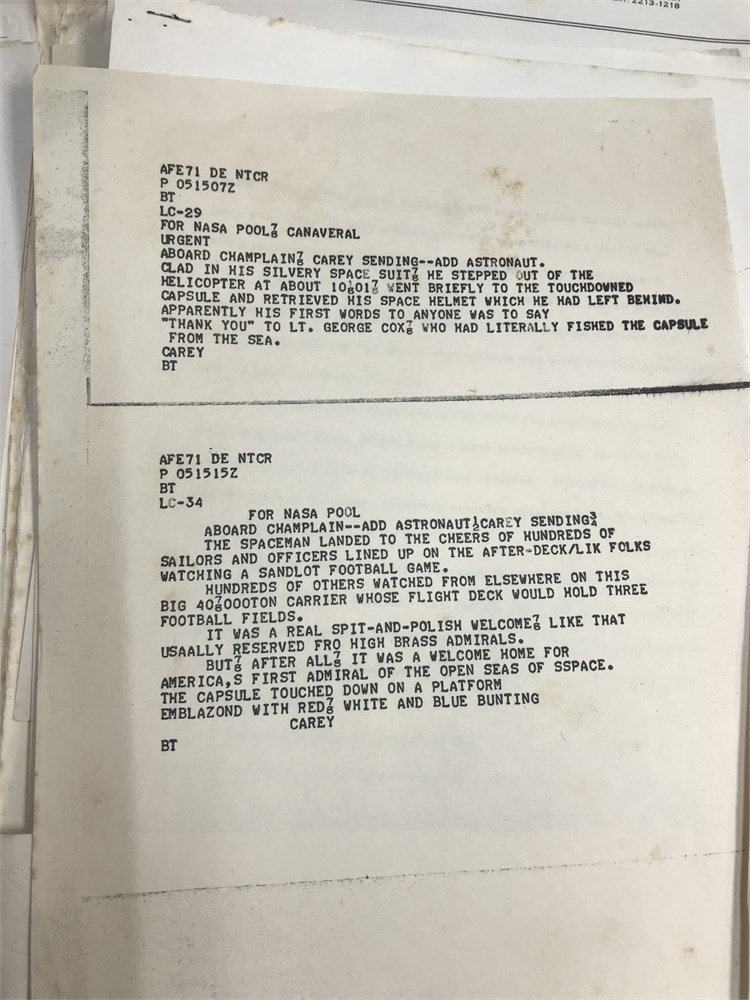 2213-1218
AFE71 DE NTCR
P 051507Z
BT
LC-29
FOR NASA POOL⅞ CANAVERAL
URGENT
ABOARD CHAMPLAIN⅞ CAREY SENDING--ADD ASTRONAUT.
CLAD IN HIS SILVERY SPACE SUIT⅞ HE STEPPED OUT OF THE
HELICOPTER AT ABOUT 10⅛01⅞ WENT BRIEFLY TO THE TOUCHDOWNED
CAPSULE AND RETRIEVED HIS SPACE HELMET WHICH HE HAD LEFT BEHIND.
APPARENTLY HIS FIRST WORDS TO ANYONE WAS TO SAY
"THANK YOU" TO LT. GEORGE COX⅞ WHO HAD LITERALLY FISHED THE CAPSULE
FROM THE SEA.
CAREY
BT
AFE71 DE NTCR
P 051515Z
BT
LC-34
FOR NASA POOL
ABOARD CHAMPLAIN--ADD ASTRONAUT½CAREY SENDING¾
THE SPACEMAN LANDED TO THE CHEERS OF HUNDREDS OF
SAILORS AND OFFICERS LINED UP ON THE AFTER-DECK/LIK FOLKS
WATCHING A SANDLOT FOOTBALL GAME.
HUNDREDS OF OTHERS WATCHED FROM ELSEWHERE ON THIS
BIG 40⅞000TON CARRIER WHOSE FLIGHT DECK WOULD HOLD THREE
FOOTBALL FIELDS.
IT WAS A REAL SPIT-AND-POLISH WELCOME⅞ LIKE THAT
USAALLY RESERVED FRO HIGH BRASS ADMIRALS.
BUT⅞ AFTER ALL⅞ IT WAS A WELCOME HOME FOR
AMERICA,S FIRST ADMIRAL OF THE OPEN SEAS OF SSPACE.
THE CAPSULE TOUCHED DOWN ON A PLATFORM
EMBLAZOND WITH RED⅞ WHITE AND BLUE BUNTING
CAREY
BT